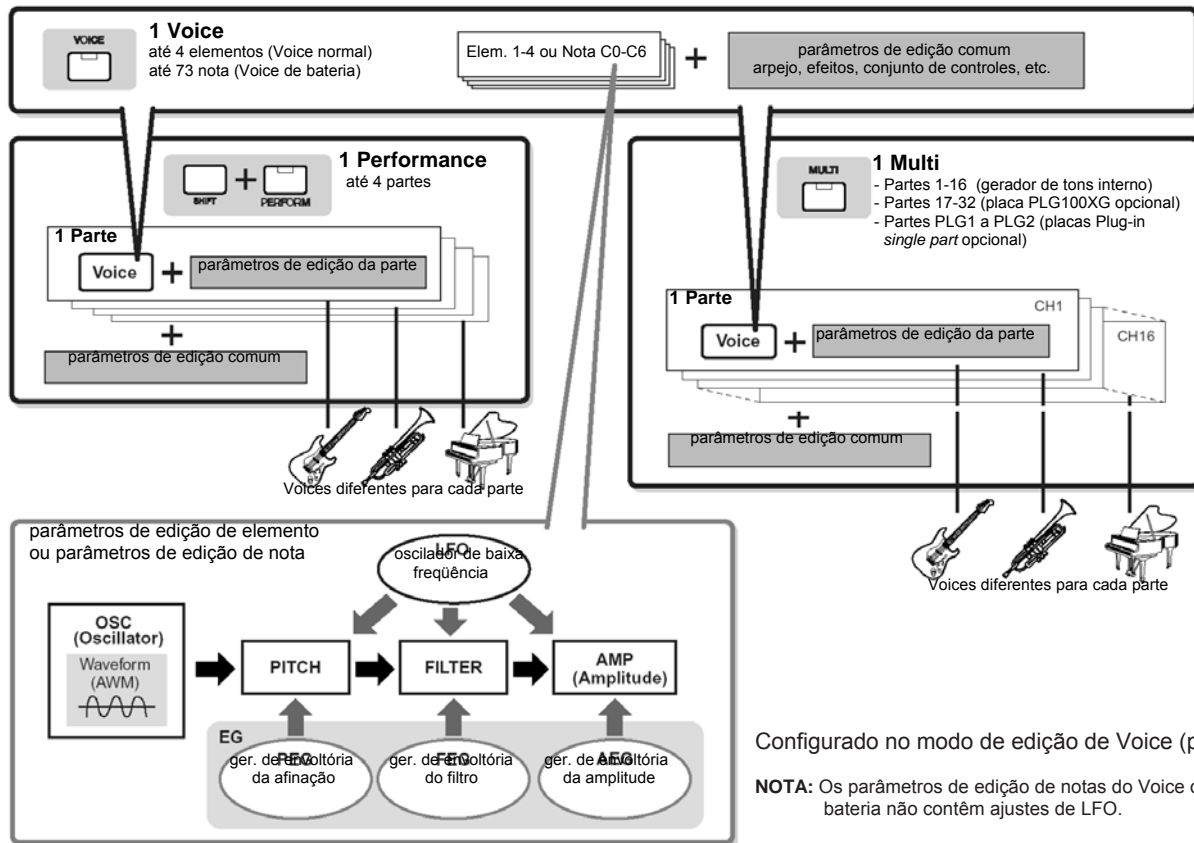 VOICE
1 Voice
até 4 elementos (Voice normal)
até 73 nota (Voice de bateria)
Elem. 1-4 ou Nota C0-C6
+
parâmetros de edição comum
arpejo, efeitos, conjunto de controles, etc.
SHIFT
+
PERFORM
1 Performance
até 4 partes
1 Parte
Voice
+
parâmetros de edição da parte
+
parâmetros de edição comum
Voices diferentes para cada parte
MULTI
1 Multi
- Partes 1-16 (gerador de tons interno)
- Partes 17-32 (placa PLG100XG opcional)
- Partes PLG1 a PLG2 (placas Plug-in
single part opcional)
1 Parte
CH1
CH16
Voice
+
parâmetros de edição da parte
+
parâmetros de edição comum
Voices diferentes para cada parte
parâmetros de edição de elemento
ou parâmetros de edição de nota
LFO
oscilador de baixa
freqüência
OSC
(Oscillator)
Waveform
(AWM)
PITCH
FILTER
AMP
(Amplitude)
EG
PEG
ger. de envoltória
da afinação
FEG
ger. de envoltória
do filtro
AEG
ger. de envoltória
da amplitude
Configurado no modo de edição de Voice (p
NOTA: Os parâmetros de edição de notas do Voice d
bateria não contêm ajustes de LFO.